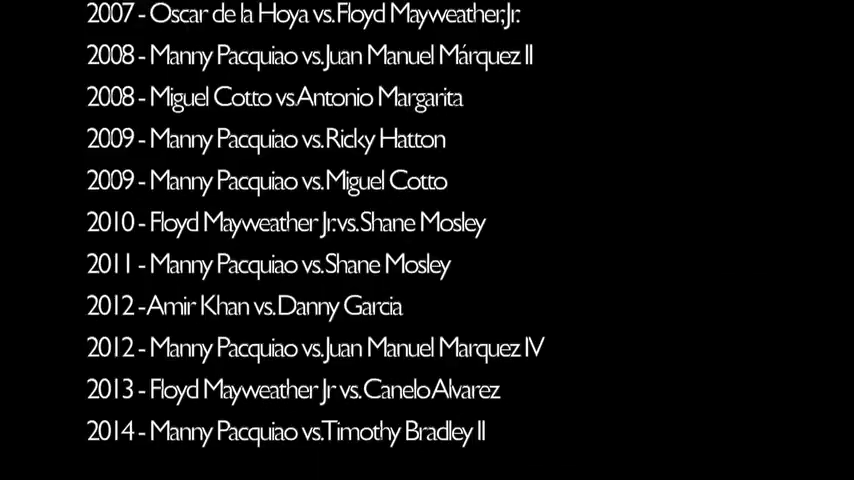 2007 - Oscar de la Hoya vs. Floyd Mayweather, Jr.
2008 - Manny Pacquiao vs. Juan Manuel Márquez II
2008 - Miguel Cotto vs. Antonio Margarita
2009 - Manny Pacquiao vs. Ricky Hatton
2009 - Manny Pacquiao vs. Miguel Cotto
2010 - Floyd Mayweather Jr. vs. Shane Mosley
2011 - Manny Pacquiao vs. Shane Mosley
2012 - Amir Khan vs. Danny Garcia
2012 - Manny Pacquiao vs. Juan Manuel Marquez IV
2013 - Floyd Mayweather Jr vs. Canelo Alvarez
2014 - Manny Pacquiao vs. Timothy Bradley II